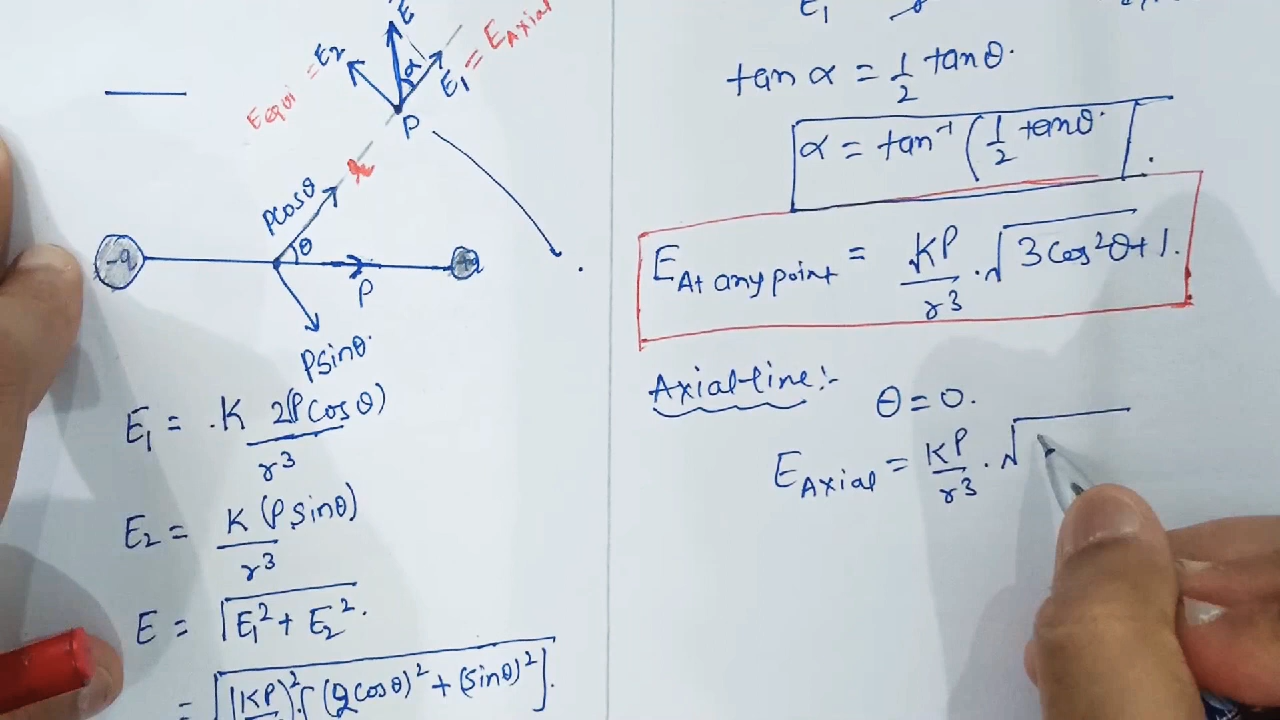 E
E₂
Eequi =
α
E₁ = EAxial
P
r
Pcosθ
θ
-q
+q
P
Psinθ.
E₁ = .K 2(Pcosθ) / r³
E₂ = K (Psinθ) / r³
E = √E₁² + E₂².
= √(KP)² [(2cosθ)² + (sinθ)²].
E₁
tan α = 1/2 tanθ.
α = tan⁻¹ (1/2 tanθ.
EAt any point = KP/r³ . √3cos²θ+1.
Axial-line:-
θ = 0.
EAxial = KP/r³ . √